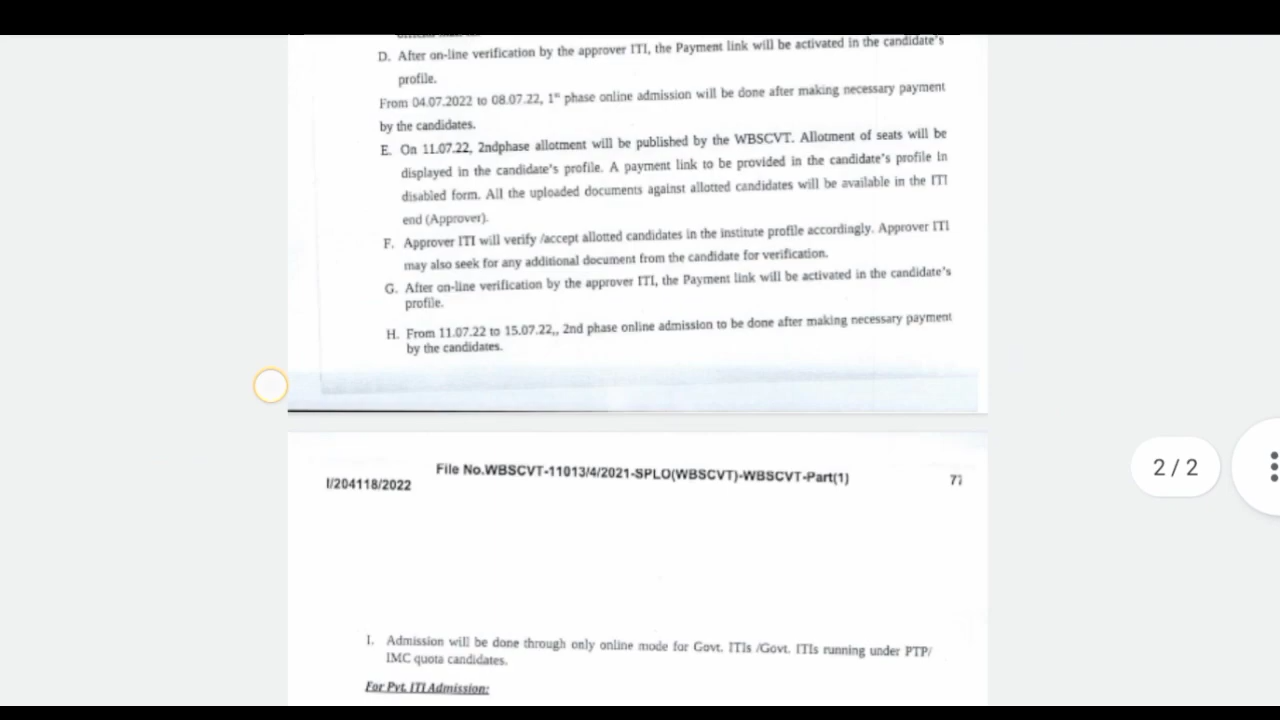 D. After on-line verification by the approver ITI, the Payment link will be activated in the candidate's
profile.
From 04.07.2022 to 08.07.22, 1st phase online admission will be done after making necessary payment
by the candidates.
E. On 11.07.22, 2ndphase allotment will be published by the WBSCVT. Allotment of seats will be
displayed in the candidate's profile. A payment link to be provided in the candidate's profile in
disabled form. All the uploaded documents against allotted candidates will be available in the ITI
end (Approver).
F. Approver ITI will verify /accept allotted candidates in the institute profile accordingly. Approver ITI
may also seek for any additional document from the candidate for verification.
G. After on-line verification by the approver ITI, the Payment link will be activated in the candidate's
profile.
H. From 11.07.22 to 15.07.22,, 2nd phase online admission to be done after making necessary payment
by the candidates.
2 / 2
File No.WBSCVT-11013/4/2021-SPLO(WBSCVT)-WBSCVT-Part(1)
I/204118/2022
I. Admission will be done through only online mode for Govt. ITIs /Govt. ITIs running under PTP/
IMC quota candidates.
For Pvt. ITI Admission: